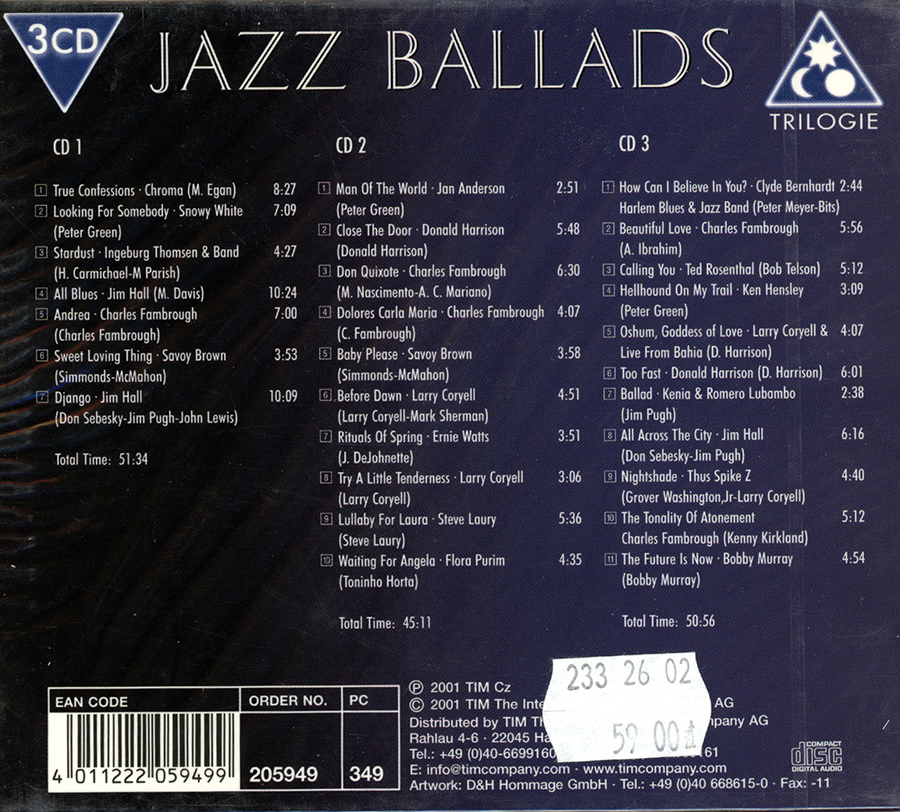 3CD
JAZZ BALLADS
TRILOGIE
CD 1
1 True Confessions · Chroma (M. Egan) 8:27
2 Looking For Somebody · Snowy White 7:09
(Peter Green)
3 Stardust · Ingeburg Thomsen & Band 4:27
(H. Carmichael-M Parish)
4 All Blues · Jim Hall (M. Davis) 10:24
5 Andrea · Charles Fambrough 7:00
(Charles Fambrough)
6 Sweet Loving Thing · Savoy Brown 3:53
(Simmonds-McMahon)
7 Django · Jim Hall 10:09
(Don Sebesky-Jim Pugh-John Lewis)
Total Time: 51:34
CD 2
1 Man Of The World · Jan Anderson 2:51
(Peter Green)
2 Close The Door · Donald Harrison 5:48
(Donald Harrison)
3 Don Quixote · Charles Fambrough 6:30
(M. Nascimento-A. C. Mariano)
4 Dolores Carla Maria · Charles Fambrough 4:07
(C. Fambrough)
5 Baby Please · Savoy Brown 3:58
(Simmonds-McMahon)
6 Before Dawn · Larry Coryell 4:51
(Larry Coryell-Mark Sherman)
7 Rituals Of Spring · Ernie Watts 3:51
(J. DeJohnette)
8 Try A Little Tenderness · Larry Coryell 3:06
(Larry Coryell)
9 Lullaby For Laura · Steve Laury 5:36
(Steve Laury)
10 Waiting For Angela · Flora Purim 4:35
(Toninho Horta)
Total Time: 45:11
CD 3
1 How Can I Believe In You? · Clyde Bernhardt 2:44
Harlem Blues & Jazz Band (Peter Meyer-Bits)
2 Beautiful Love · Charles Fambrough 5:56
(A. Ibrahim)
3 Calling You · Ted Rosenthal (Bob Telson) 5:12
4 Hellhound On My Trail · Ken Hensley 3:09
(Peter Green)
5 Oshum, Goddess of Love · Larry Coryell & 4:07
Live From Bahia (D. Harrison)
6 Too Fast · Donald Harrison (D. Harrison) 6:01
7 Ballad · Kenia & Romero Lubambo 2:38
(Jim Pugh)
8 All Across The City · Jim Hall 6:16
(Don Sebesky-Jim Pugh)
9 Nightshade · Thus Spike Z 4:40
(Grover Washington,Jr-Larry Coryell)
10 The Tonality Of Atonement 5:12
Charles Fambrough (Kenny Kirkland)
11 The Future Is Now · Bobby Murray 4:54
(Bobby Murray)
Total Time: 50:56
EAN CODE ORDER NO. PC
4 011222 059499 205949 349
℗ 2001 TIM Cz
© 2001 TIM The Inte AG
Distributed by TIM Th company AG
Rahlau 4-6 · 22045 Ha
Tel.: +49 (0)40-6699160 61
E: info@timcompany.com · www.timcompany.com
Artwork: D&H Hommage GmbH · Tel.: +49 (0)40 668615-0 · Fax: -11
233 26 02
59 00
COMPACT
disc
DIGITAL AUDIO